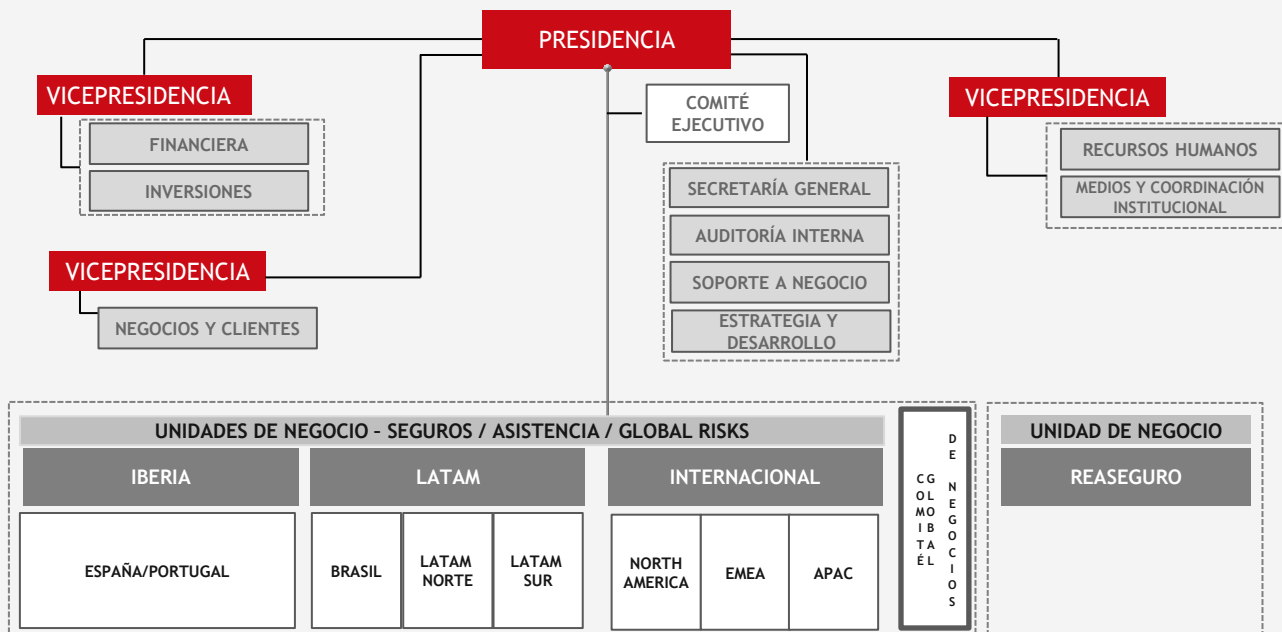 PRESIDENCIA
VICEPRESIDENCIA
FINANCIERA
INVERSIONES
VICEPRESIDENCIA
NEGOCIOS Y CLIENTES
COMITÉ
EJECUTIVO
SECRETARÍA GENERAL
AUDITORÍA INTERNA
SOPORTE A NEGOCIO
ESTRATEGIA Y
DESARROLLO
VICEPRESIDENCIA
RECURSOS HUMANOS
MEDIOS Y COORDINACIÓN
INSTITUCIONAL
UNIDADES DE NEGOCIO – SEGUROS / ASISTENCIA / GLOBAL RISKS
IBERIA
ESPAÑA/PORTUGAL
LATAM
BRASIL
LATAM
NORTE
LATAM
SUR
INTERNACIONAL
NORTH
AMERICA
EMEA
APAC
COMITÉ
GLOBAL
DE NEGOCIOS
UNIDAD DE NEGOCIO
REASEGURO